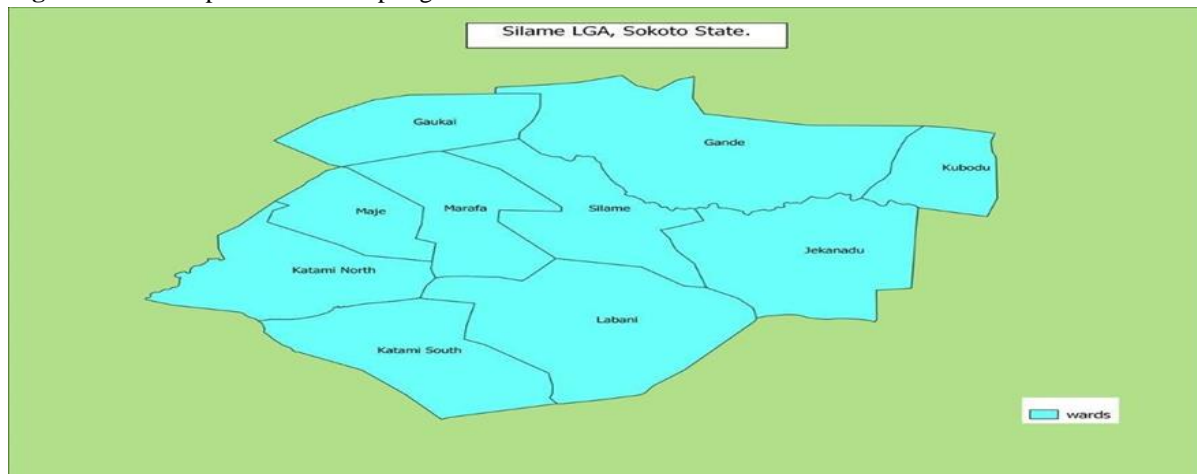 Silame LGA, Sokoto State.
Gaukai
Gande
Kubodu
Maje
Marafa
Silame
Jekanadu
Katami North
Labani
Katami South
wards